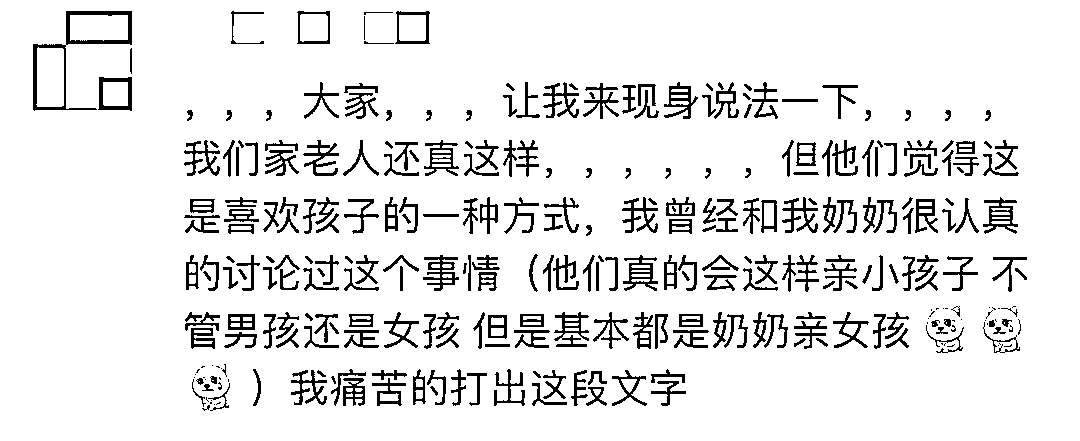 ，，，大家，，，让我来现身说法一下，，，，
我们家老人还真这样，，，，，，但他们觉得这
是喜欢孩子的一种方式，我曾经和我奶奶很认真
的讨论过这个事情（他们真的会这样亲小孩子 不
管男孩还是女孩 但是基本都是奶奶亲女孩
）我痛苦的打出这段文字